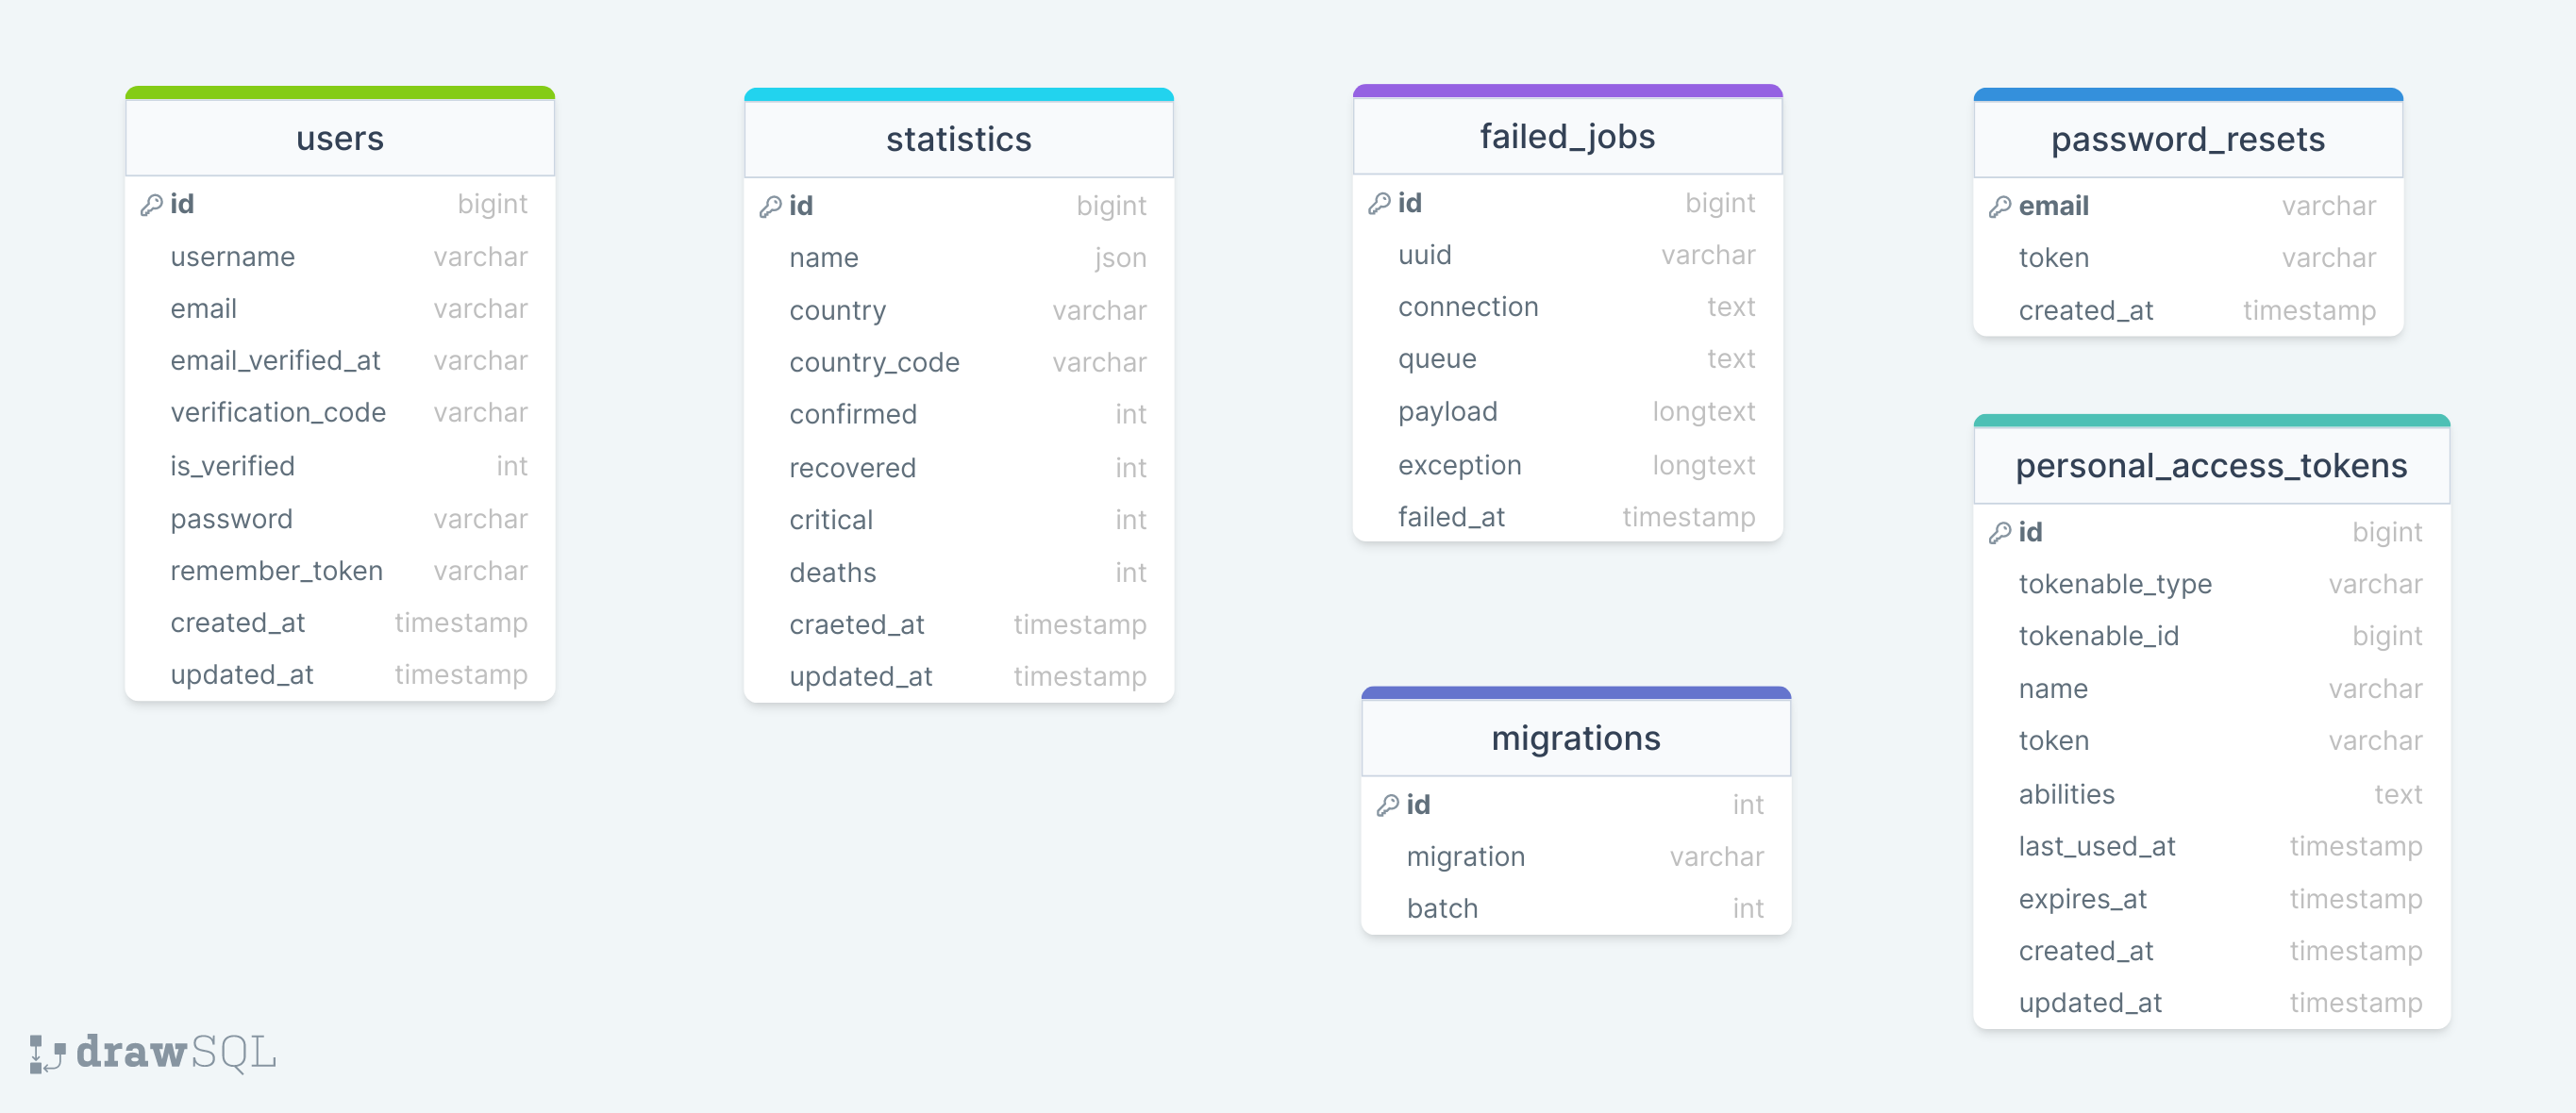 users
id bigint
username varchar
email varchar
email_verified_at varchar
verification_code varchar
is_verified int
password varchar
remember_token varchar
created_at timestamp
updated_at timestamp
statistics
id bigint
name json
country varchar
country_code varchar
confirmed int
recovered int
critical int
deaths int
craeted_at timestamp
updated_at timestamp
failed_jobs
id bigint
uuid varchar
connection text
queue text
payload longtext
exception longtext
failed_at timestamp
migrations
id int
migration varchar
batch int
password_resets
email varchar
token varchar
created_at timestamp
personal_access_tokens
id bigint
tokenable_type varchar
tokenable_id bigint
name varchar
token varchar
abilities text
last_used_at timestamp
expires_at timestamp
created_at timestamp
updated_at timestamp
drawSQL